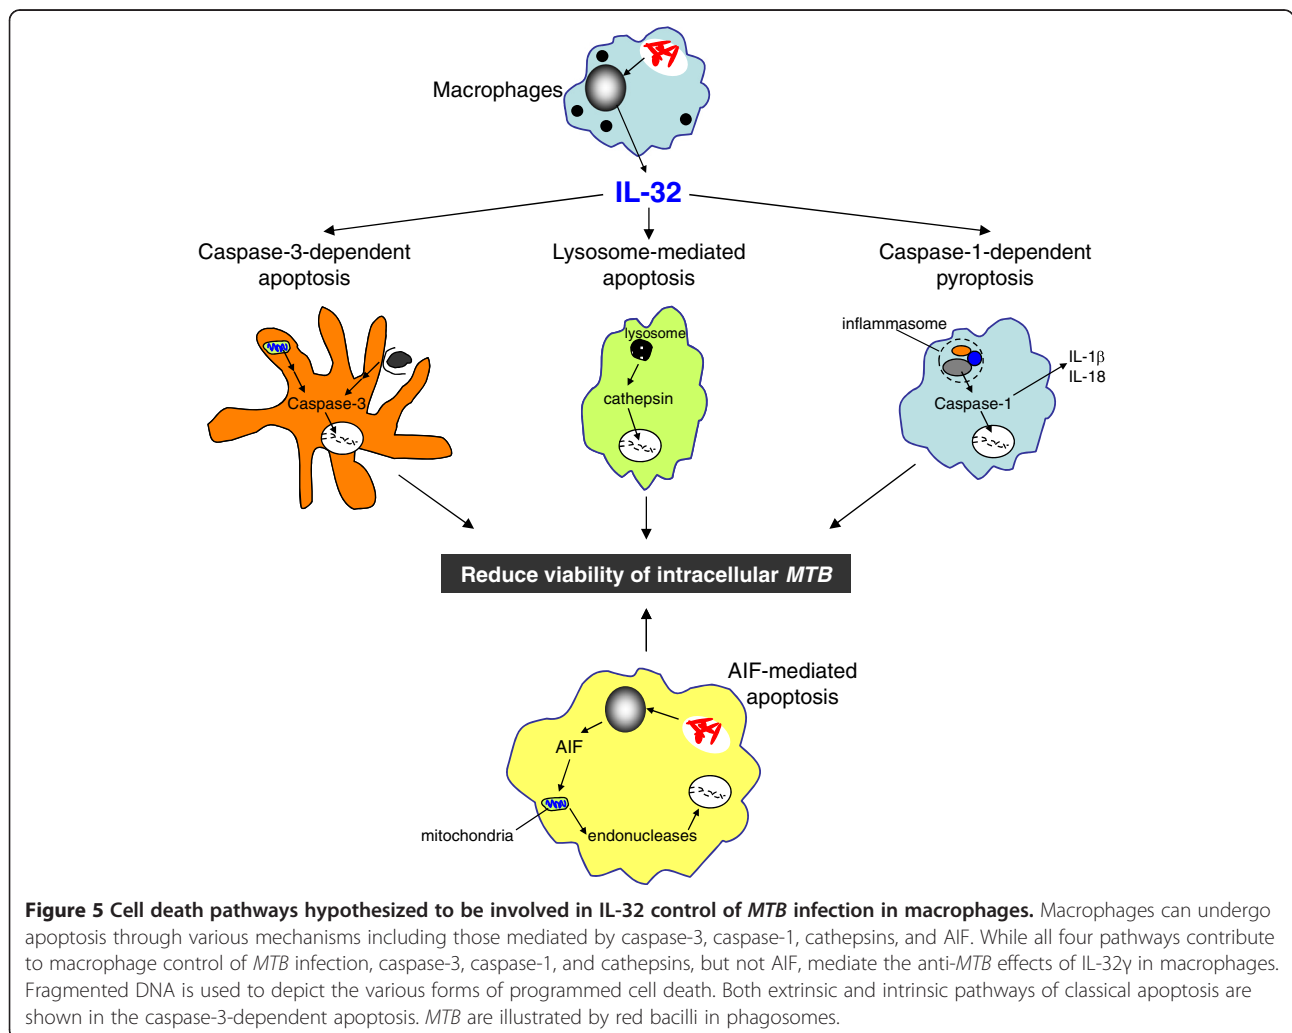 Macrophages
IL-32
Caspase-3-dependent
apoptosis
Lysosome-mediated
apoptosis
Caspase-1-dependent
pyroptosis
Caspase-3
lysosome
cathepsin
inflammasome
Caspase-1
IL-1β
IL-18
Reduce viability of intracellular MTB
AIF-mediated
apoptosis
AIF
mitochondria
endonucleases
Figure 5 Cell death pathways hypothesized to be involved in IL-32 control of MTB infection in macrophages. Macrophages can undergo
apoptosis through various mechanisms including those mediated by caspase-3, caspase-1, cathepsins, and AIF. While all four pathways contribute
to macrophage control of MTB infection, caspase-3, caspase-1, and cathepsins, but not AIF, mediate the anti-MTB effects of IL-32γ in macrophages.
Fragmented DNA is used to depict the various forms of programmed cell death. Both extrinsic and intrinsic pathways of classical apoptosis are
shown in the caspase-3-dependent apoptosis. MTB are illustrated by red bacilli in phagosomes.